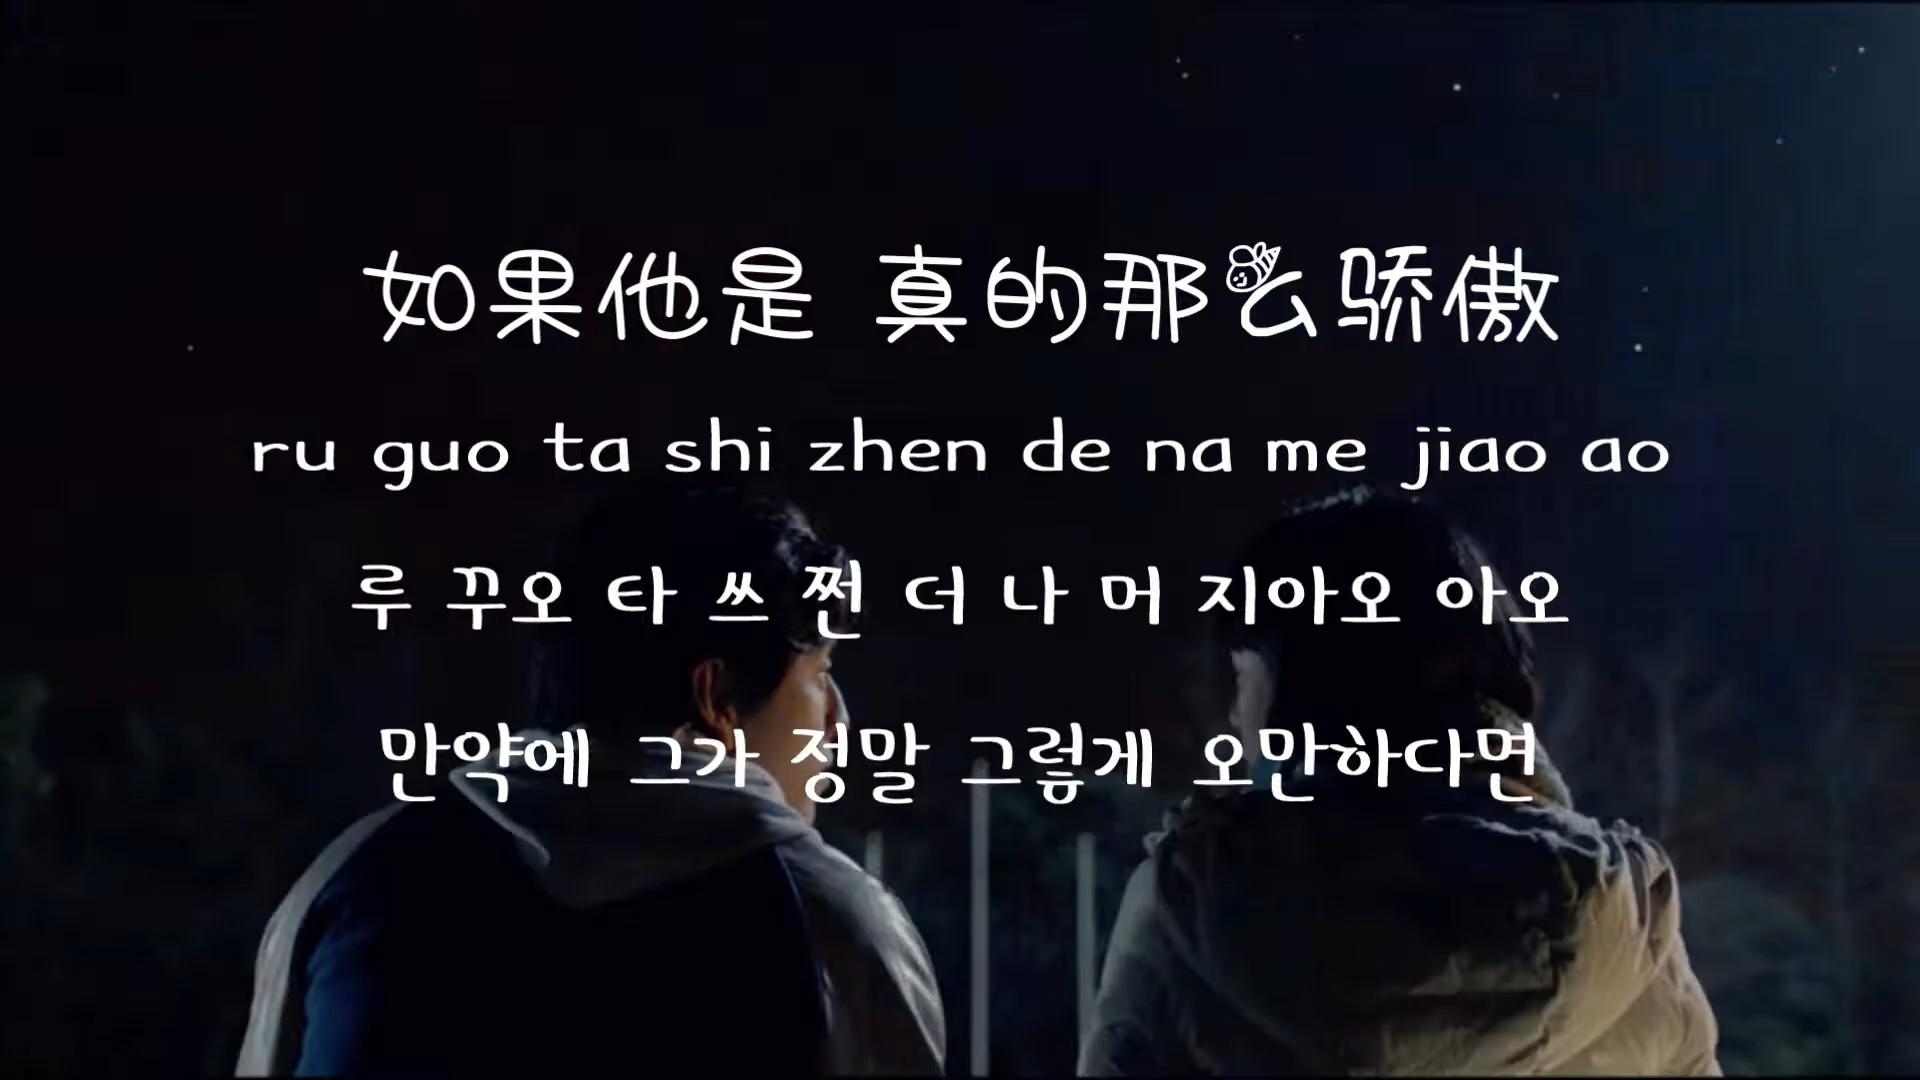 如果他是 真的那么骄傲
ru guo ta shi zhen de na me jiao ao
루 꾸오 타 쓰 쩐 더 나 머 지아오 아오
만약에 그가 정말 그렇게 오만하다면